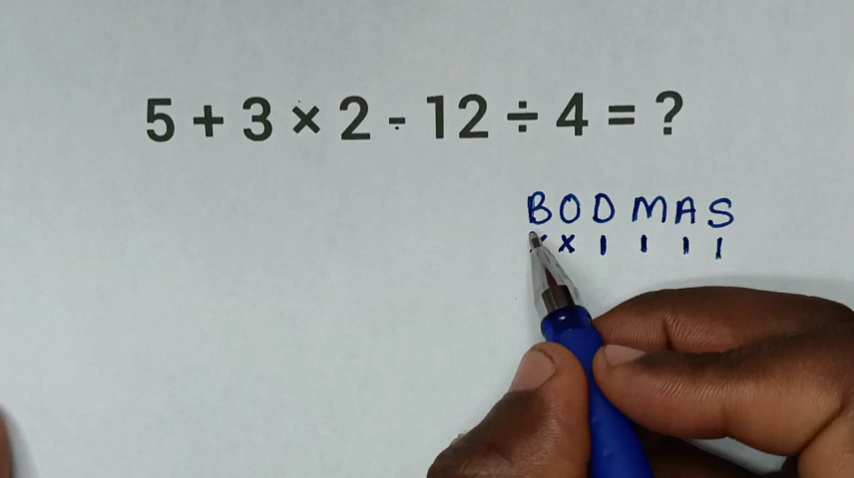 5 + 3 × 2 - 12 ÷ 4 = ?
BODMAS
× × | | | |